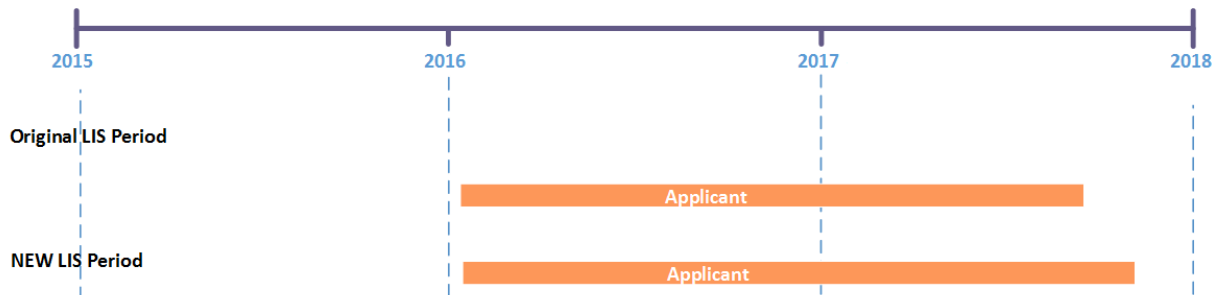 2015 2016 2017 2018
Original LIS Period
Applicant
NEW LIS Period
Applicant